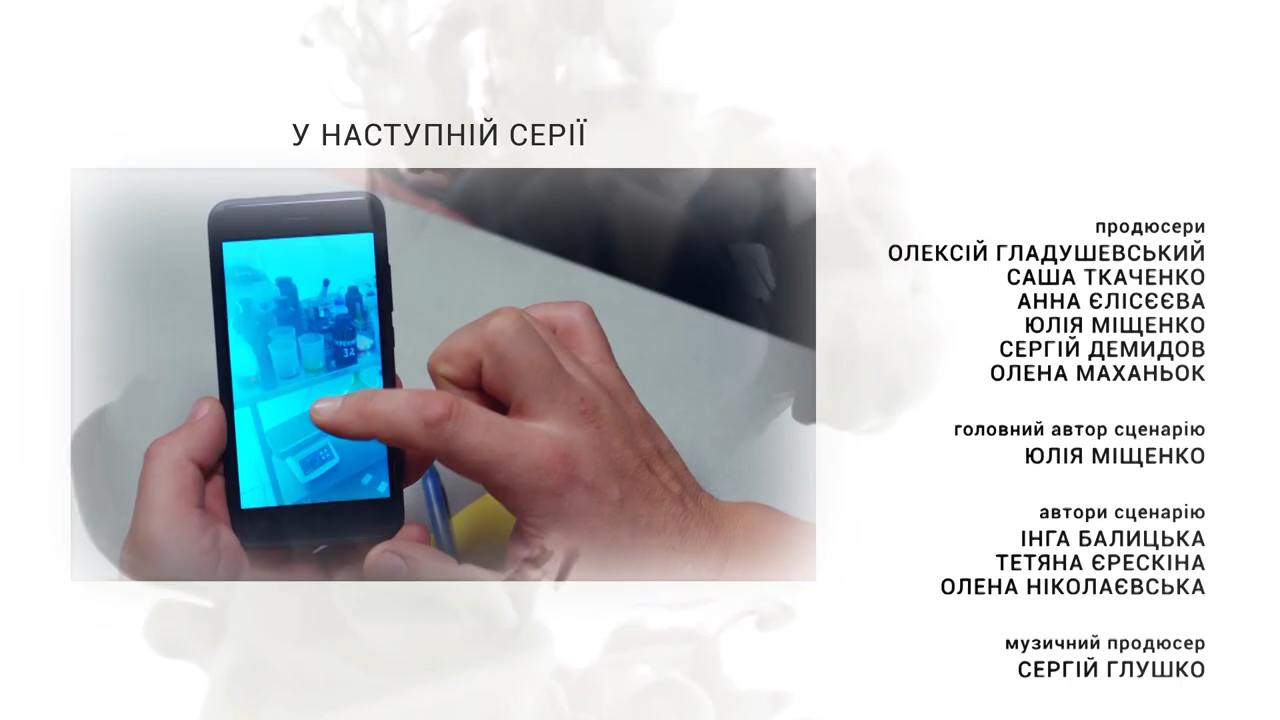 У НАСТУПНІЙ СЕРІЇ
продюсери
ОЛЕКСІЙ ГЛАДУШЕВСЬКИЙ
САША ТКАЧЕНКО
АННА ЄЛІСЄЄВА
ЮЛІЯ МІЩЕНКО
СЕРГІЙ ДЕМИДОВ
ОЛЕНА МАХАНЬОК
головний автор сценарію
ЮЛІЯ МІЩЕНКО
автори сценарію
ІНГА БАЛИЦЬКА
ТЕТЯНА ЄРЕСКІНА
ОЛЕНА НІКОЛАЄВСЬКА
музичний продюсер
СЕРГІЙ ГЛУШКО